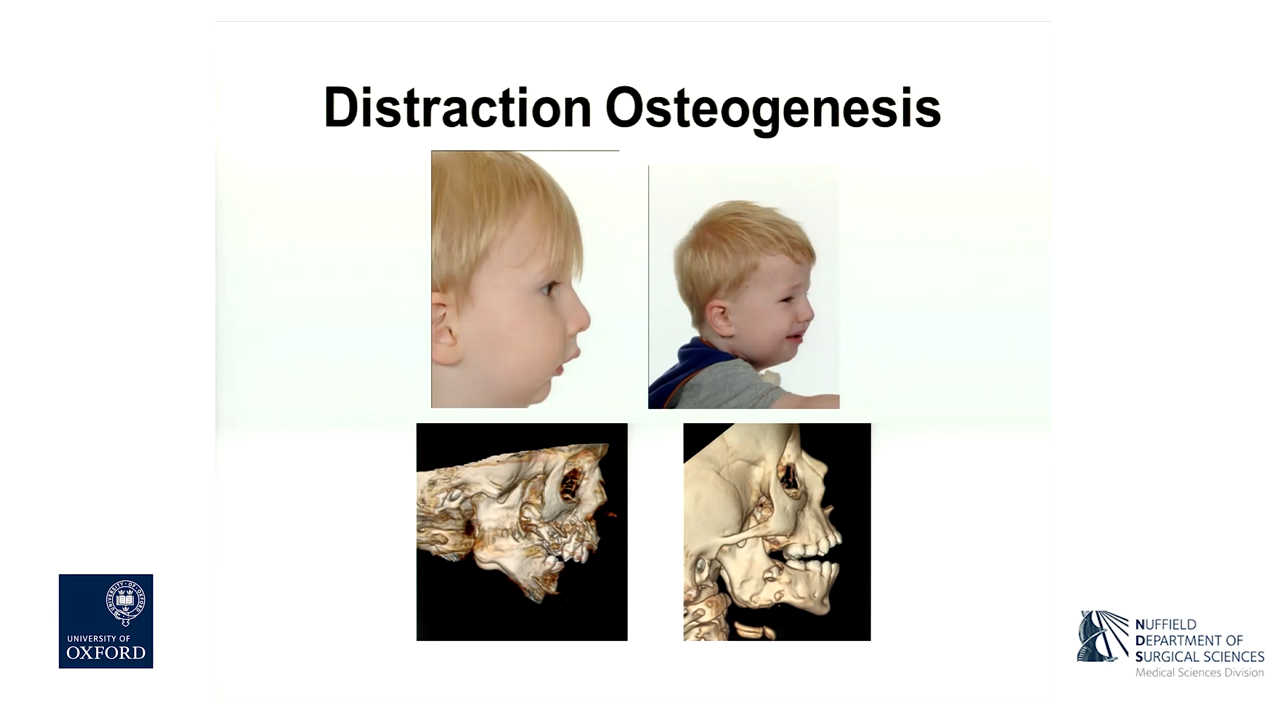 Distraction Osteogenesis
UNIVERSITY OF
OXFORD
NUFFIELD
DEPARTMENT OF
SURGICAL SCIENCES
Medical Sciences Division